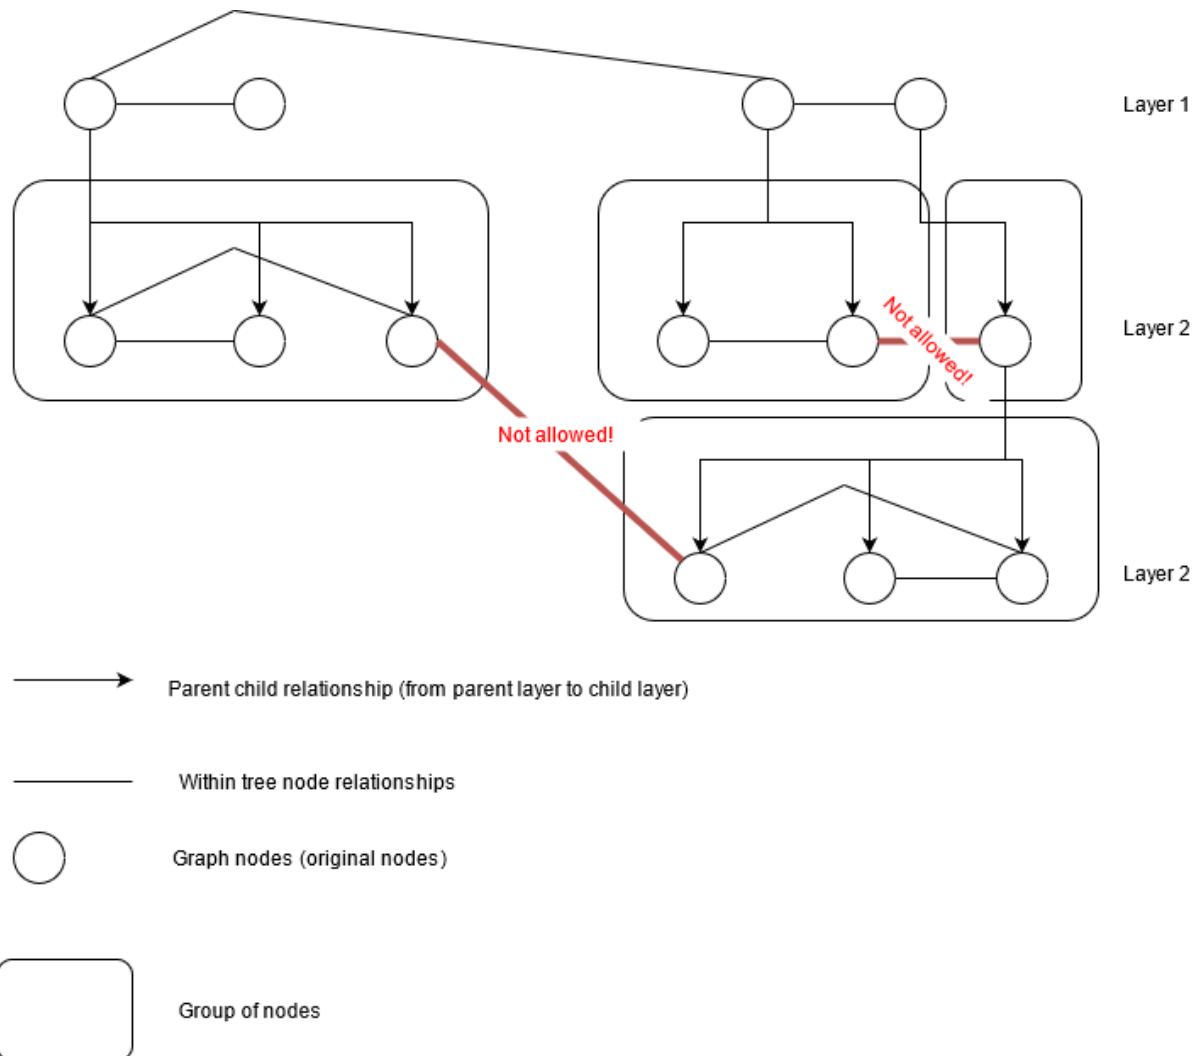 Layer 1
Layer 2
Not allowed!
Not allowed!
Layer 2
Parent child relationship (from parent layer to child layer)
Within tree node relationships
Graph nodes (original nodes)
Group of nodes